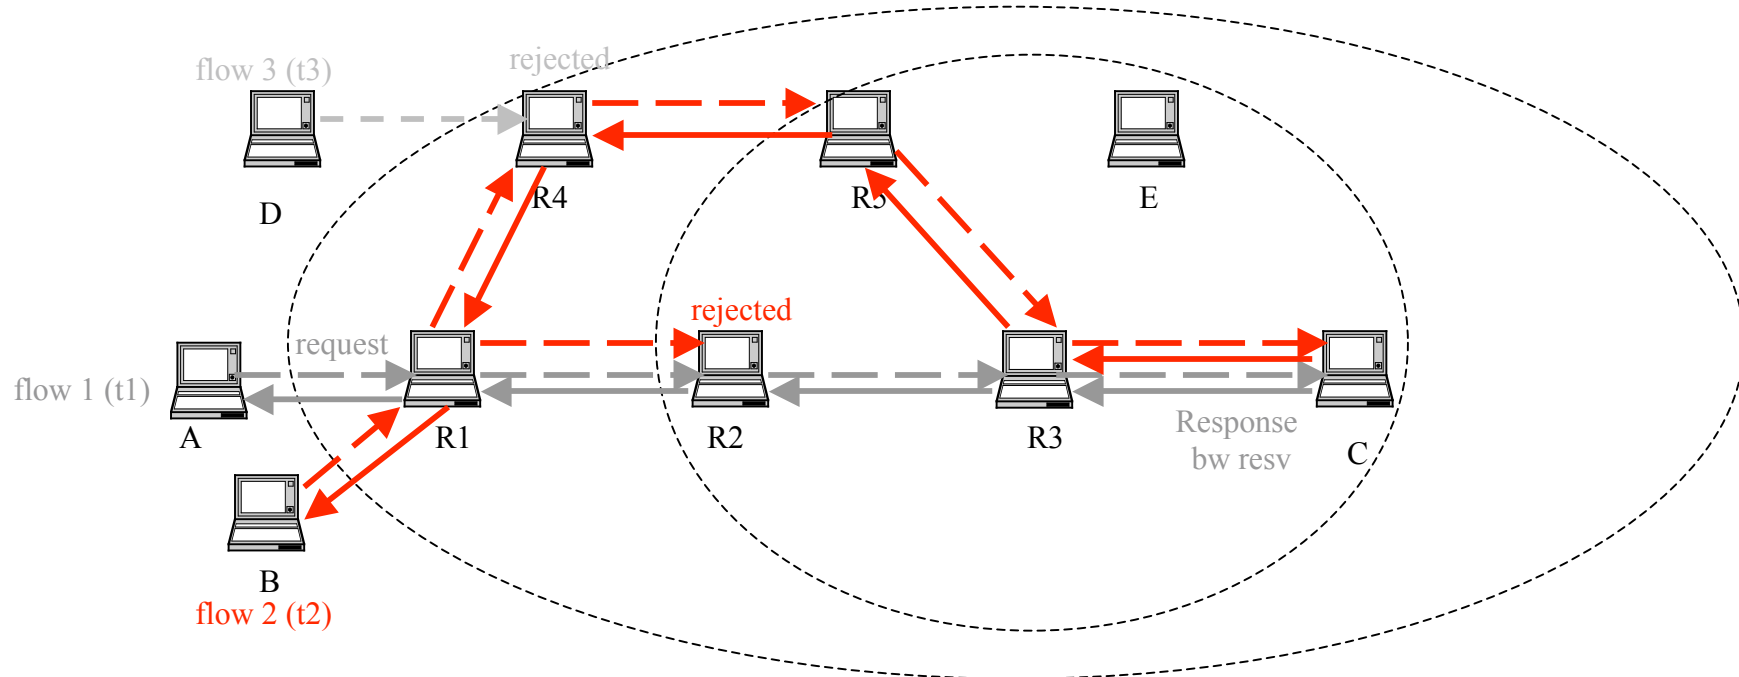 flow 3 (t3)
rejected
D
R4
R5
E
rejected
request
flow 1 (t1)
A
R1
R2
R3
Response
bw resv
C
B
flow 2 (t2)